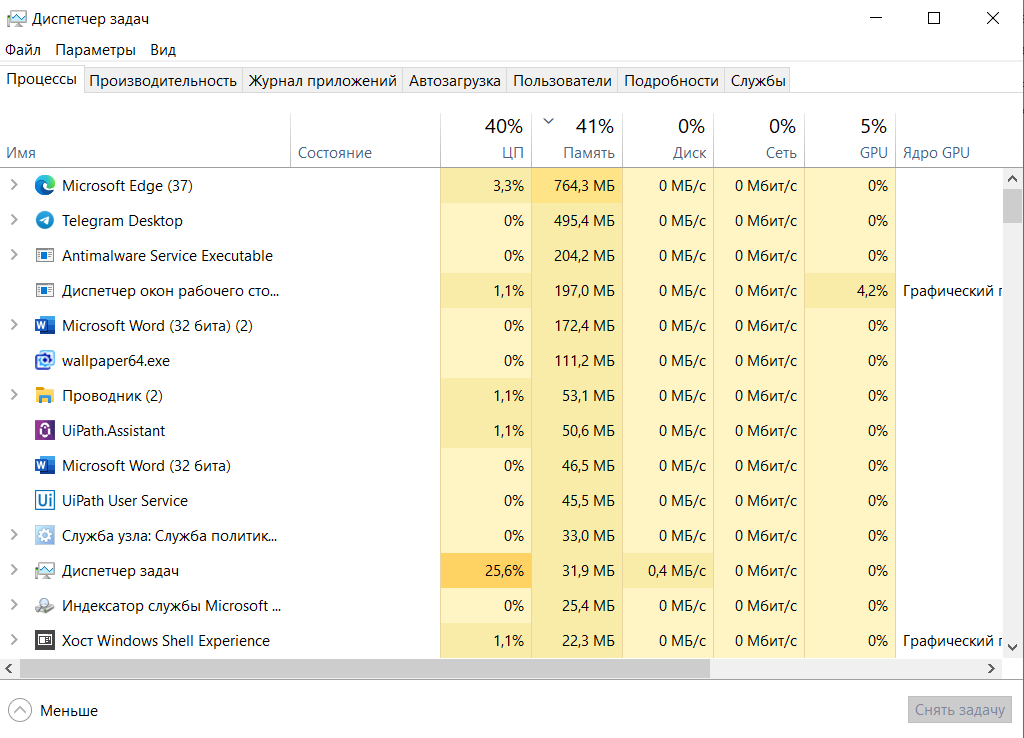 Диспетчер задач
Файл Параметры Вид
Процессы Производительность Журнал приложений Автозагрузка Пользователи Подробности Службы
40% 41% 0% 0% 5%
Имя Состояние ЦП Память Диск Сеть GPU Ядро GPU
Microsoft Edge (37) 3,3% 764,3 МБ 0 МБ/с 0 Мбит/с 0%
Telegram Desktop 0% 495,4 МБ 0 МБ/с 0 Мбит/с 0%
Antimalware Service Executable 0% 204,2 МБ 0 МБ/с 0 Мбит/с 0%
Диспетчер окон рабочего сто... 1,1% 197,0 МБ 0 МБ/с 0 Мбит/с 4,2% Графический г
Microsoft Word (32 бита) (2) 0% 172,4 МБ 0 МБ/с 0 Мбит/с 0%
wallpaper64.exe 0% 111,2 МБ 0 МБ/с 0 Мбит/с 0%
Проводник (2) 1,1% 53,1 МБ 0 МБ/с 0 Мбит/с 0%
UiPath.Assistant 1,1% 50,6 МБ 0 МБ/с 0 Мбит/с 0%
Microsoft Word (32 бита) 0% 46,5 МБ 0 МБ/с 0 Мбит/с 0%
UiPath User Service 0% 45,5 МБ 0 МБ/с 0 Мбит/с 0%
Служба узла: Служба политик... 0% 33,0 МБ 0 МБ/с 0 Мбит/с 0%
Диспетчер задач 25,6% 31,9 МБ 0,4 МБ/с 0 Мбит/с 0%
Индексатор службы Microsoft ... 0% 25,4 МБ 0 МБ/с 0 Мбит/с 0%
Хост Windows Shell Experience 1,1% 22,3 МБ 0 МБ/с 0 Мбит/с 0% Графический г
Меньше Снять задачу